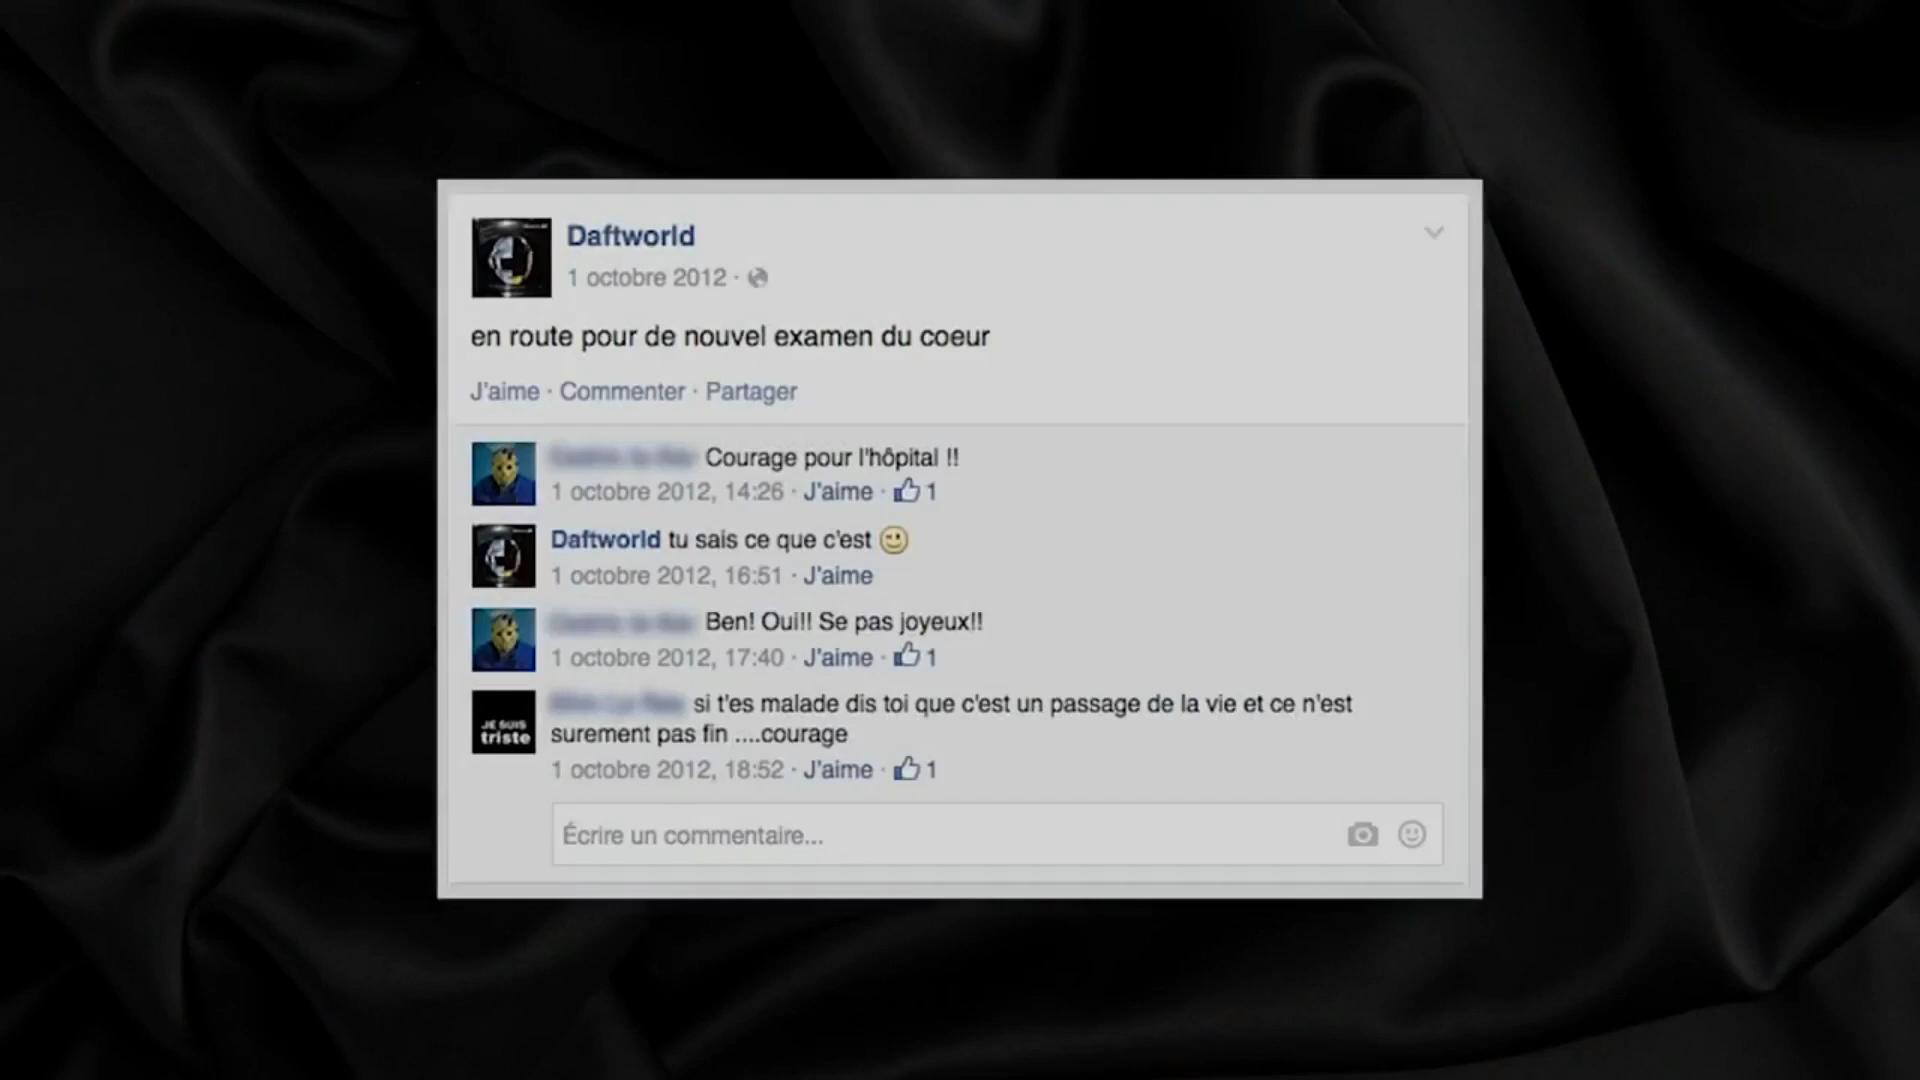 Daftworld
1 octobre 2012 ·
en route pour de nouvel examen du coeur
J'aime · Commenter · Partager
Courage pour l'hôpital !!
1 octobre 2012, 14:26 · J'aime · 1
Daftworld tu sais ce que c'est
1 octobre 2012, 16:51 · J'aime
Ben! Oui!! Se pas joyeux!!
1 octobre 2012, 17:40 · J'aime · 1
JE SUIS
triste
si t'es malade dis toi que c'est un passage de la vie et ce n'est
surement pas fin ....courage
1 octobre 2012, 18:52 · J'aime · 1
Écrire un commentaire...